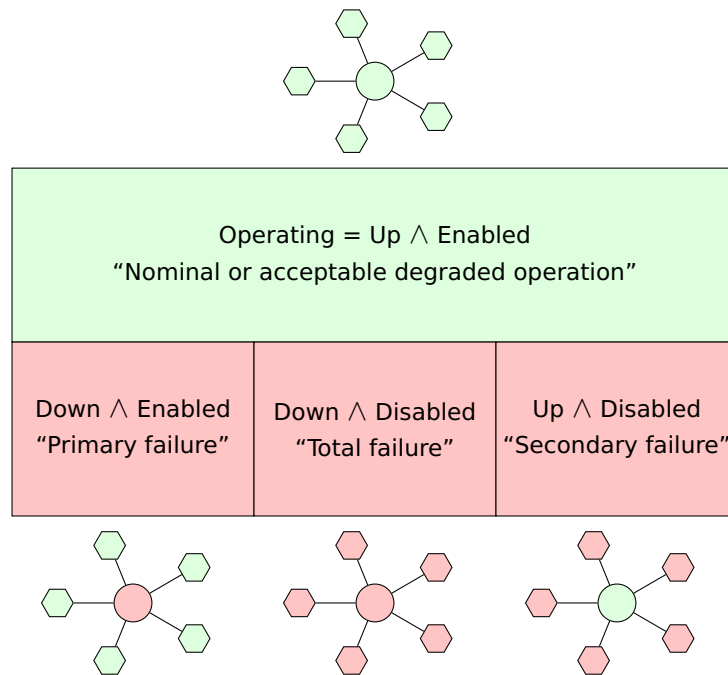 Operating = Up ∧ Enabled
“Nominal or acceptable degraded operation”
Down ∧ Enabled
“Primary failure”
Down ∧ Disabled
“Total failure”
Up ∧ Disabled
“Secondary failure”